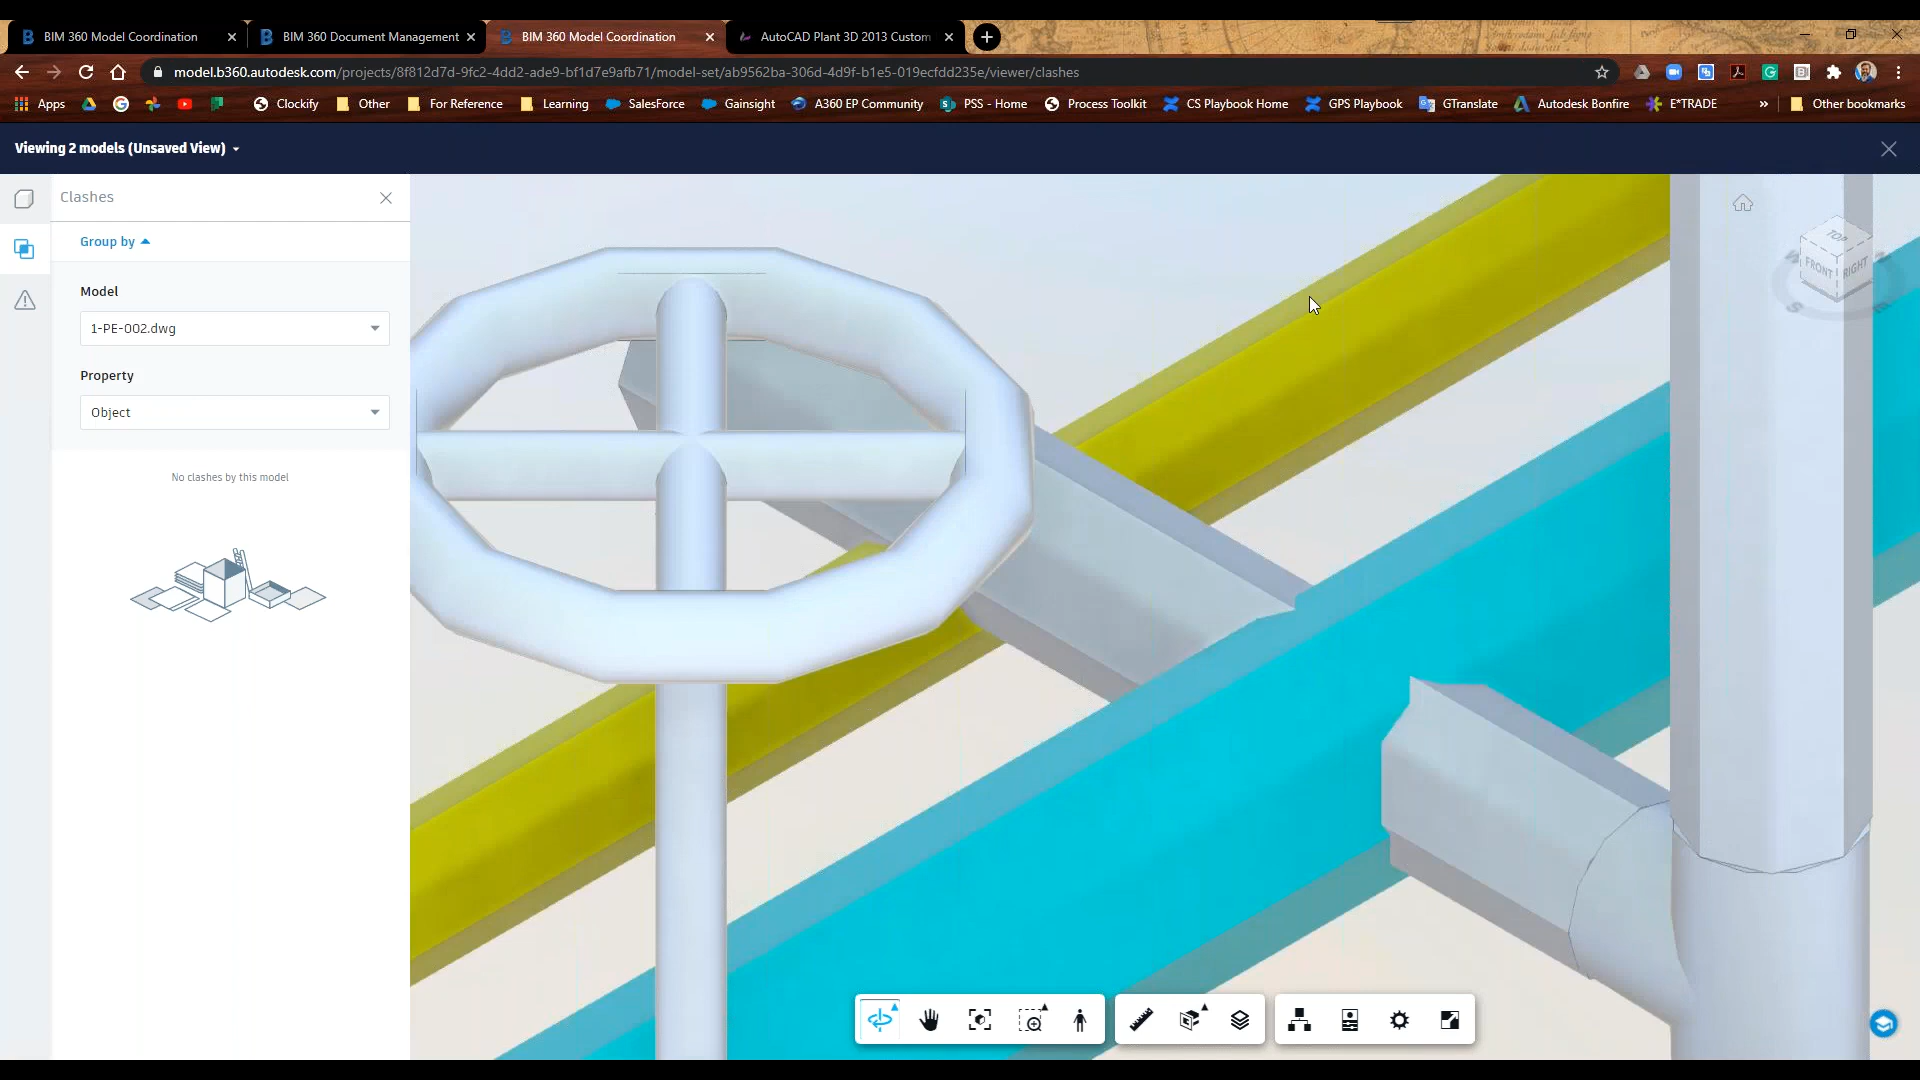 BIM 360 Model Coordination
BIM 360 Document Management
BIM 360 Model Coordination
AutoCAD Plant 3D 2013 Custom
model.b360.autodesk.com/projects/8f812d7d-9fc2-4dd2-ade9-bf1d7e9afb71/model-set/ab9562ba-306d-4d9f-b1e5-019ecfdd235e/viewer/clashes
Apps
Clockify
Other
For Reference
Learning
SalesForce
Gainsight
A360 EP Community
PSS - Home
Process Toolkit
CS Playbook Home
GPS Playbook
GTranslate
Autodesk Bonfire
E*TRADE
»
Other bookmarks
Viewing 2 models (Unsaved View)
Clashes
Group by
Model
1-PE-002.dwg
Property
Object
No clashes by this model
TOP
FRONT
RIGHT